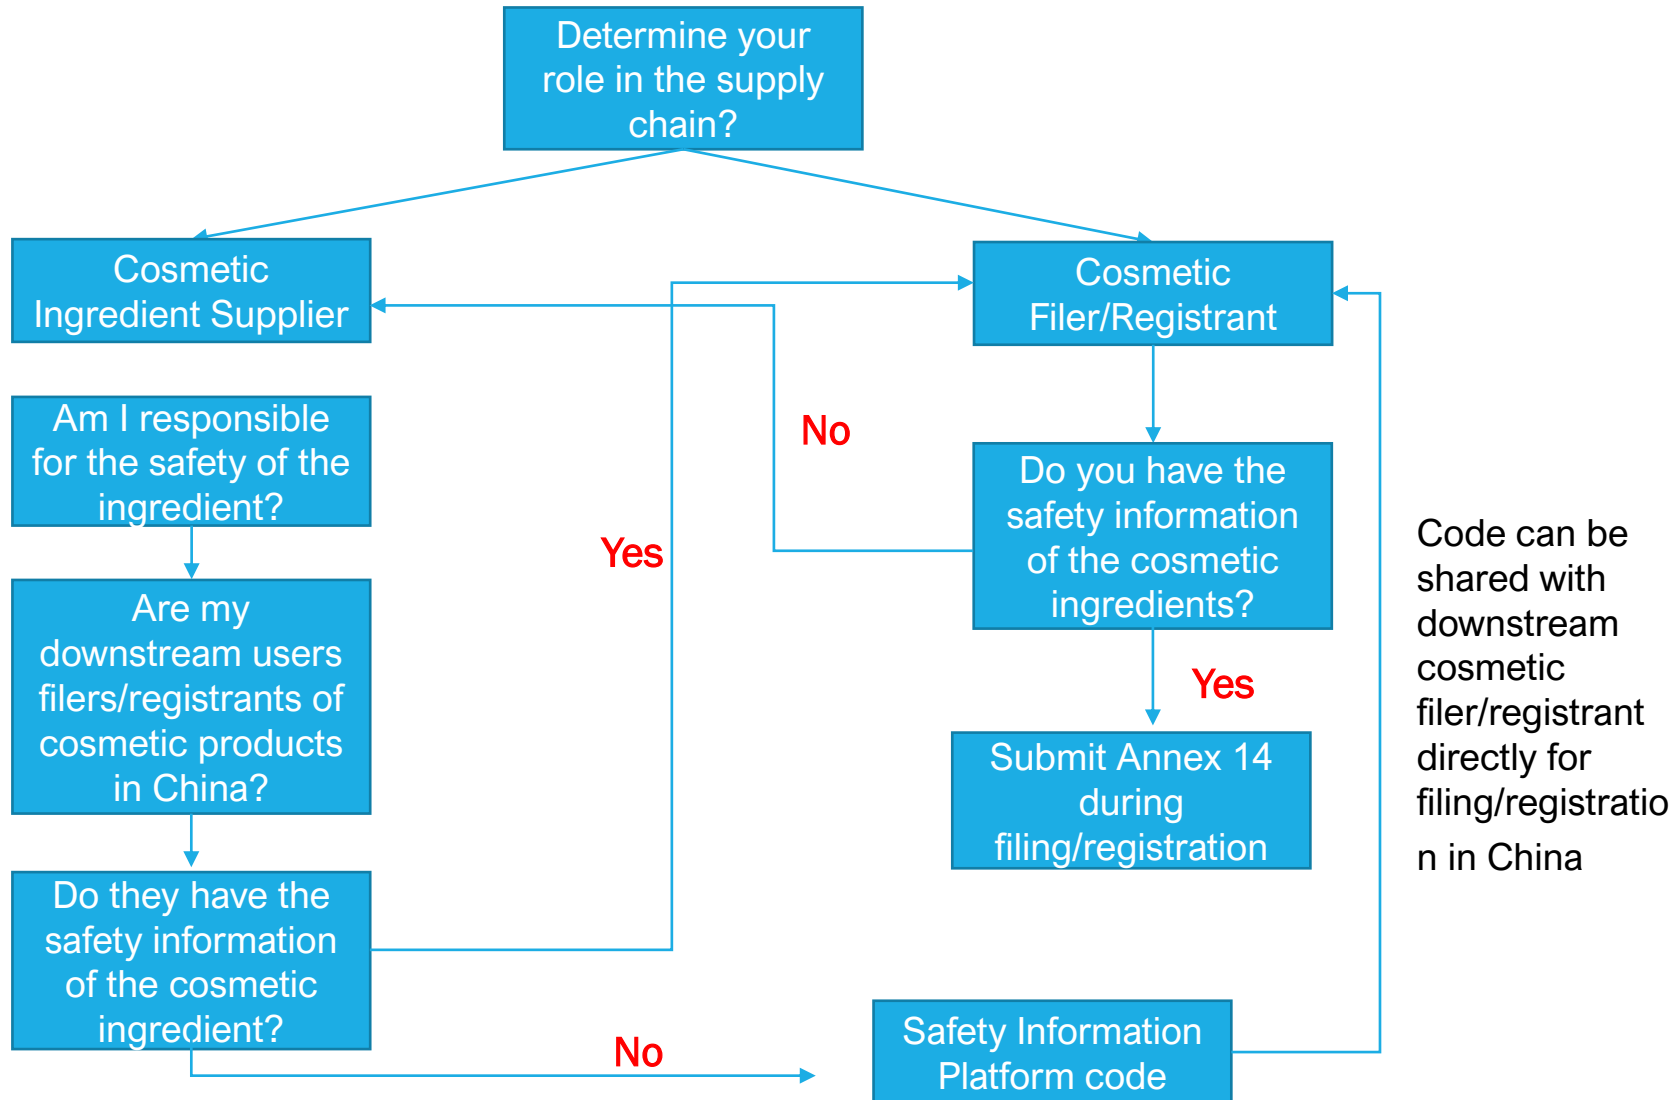 Determine your
role in the supply
chain?
Cosmetic
Ingredient Supplier
Cosmetic
Filer/Registrant
Am I responsible
for the safety of the
ingredient?
No
Do you have the
safety information
of the cosmetic
ingredients?
Yes
Code can be
shared with
downstream
cosmetic
filer/registrant
directly for
filing/registratio
n in China
Are my
downstream users
filers/registrants of
cosmetic products
in China?
Yes
Submit Annex 14
during
filing/registration
Do they have the
safety information
of the cosmetic
ingredient?
No
Safety Information
Platform code